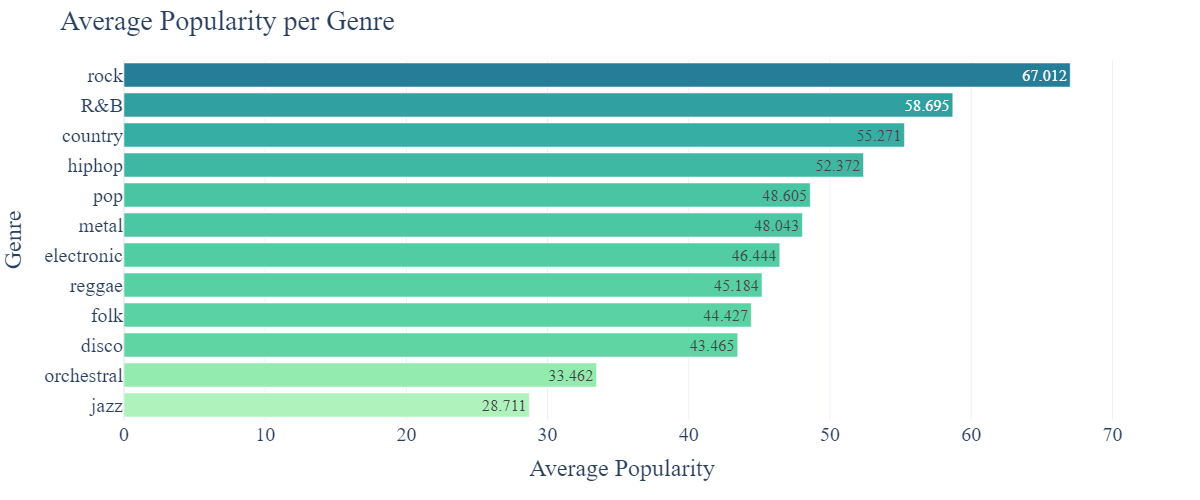 Average Popularity per Genre
Genre
rock 67.012
R&B 58.695
country 55.271
hiphop 52.372
pop 48.605
metal 48.043
electronic 46.444
reggae 45.184
folk 44.427
disco 43.465
orchestral 33.462
jazz 28.711
0 10 20 30 40 50 60 70
Average Popularity